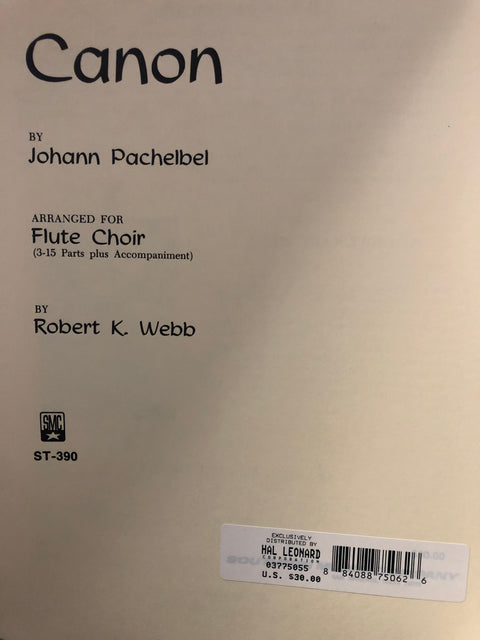 Canon
BY
Johann Pachelbel
ARRANGED FOR
Flute Choir
(3-15 Parts plus Accompaniment)
BY
Robert K. Webb
SMC
ST-390
EXCLUSIVELY
DISTRIBUTED BY
HAL LEONARD
CORPORATION
03775055
U.S. $30.00
8 84088 75062 6